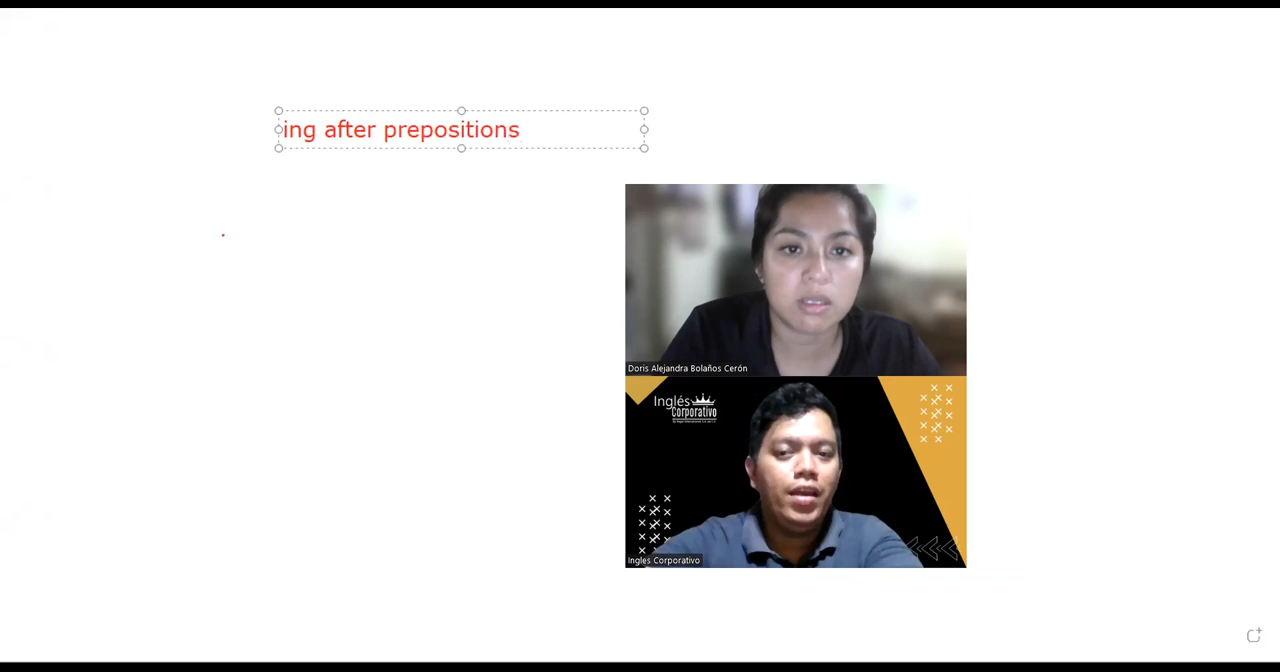 ing after prepositions
Doris Alejandra Bolaños Cerón
Inglés
Corporativo
Ingles Corporativo